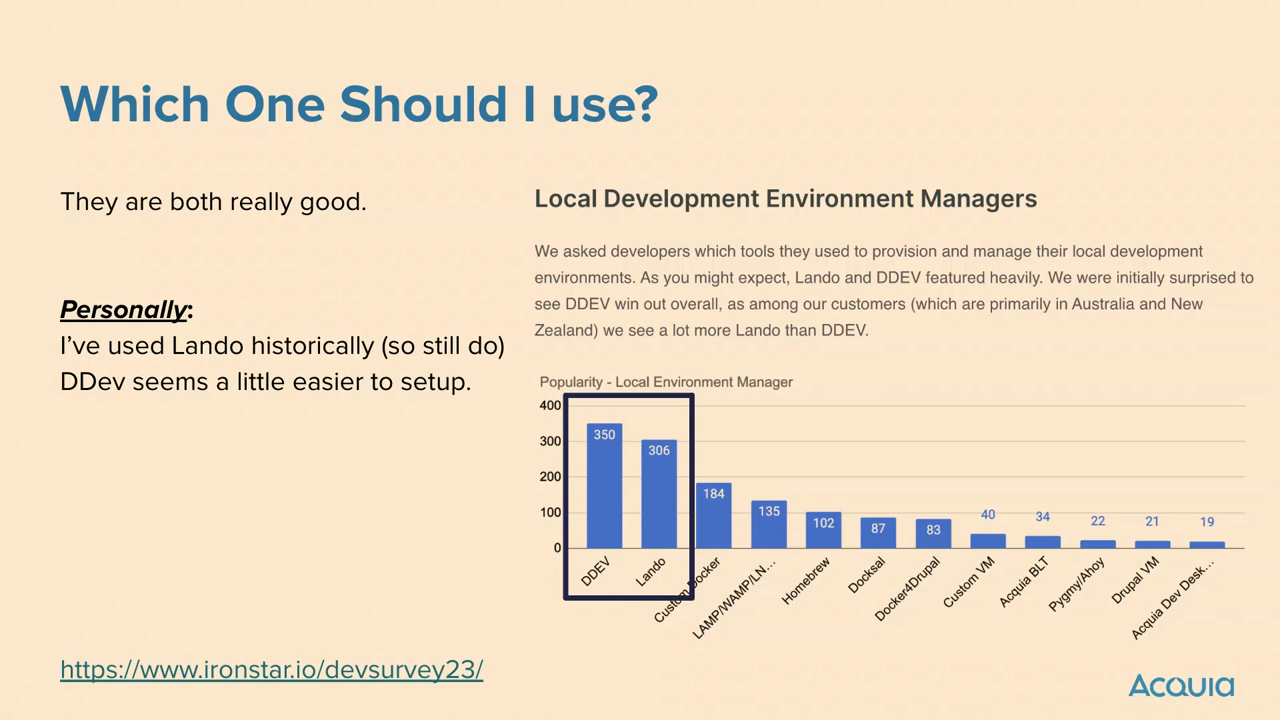 Which One Should I use?
They are both really good.
Personally:
I’ve used Lando historically (so still do)
DDev seems a little easier to setup.
https://www.ironstar.io/devsurvey23/
Local Development Environment Managers
We asked developers which tools they used to provision and manage their local development
environments. As you might expect, Lando and DDEV featured heavily. We were initially surprised to
see DDEV win out overall, as among our customers (which are primarily in Australia and New
Zealand) we see a lot more Lando than DDEV.
Popularity - Local Environment Manager
400
300
200
100
0
350
306
184
135
102
87
83
40
34
22
21
19
DDEV
Lando
Custom Docker
LAMP/WAMP/LN...
Homebrew
Docksal
Docker4Drupal
Custom VM
Acquia BLT
Pygmy/Ahoy
Drupal VM
Acquia Dev Desk...
Acquia